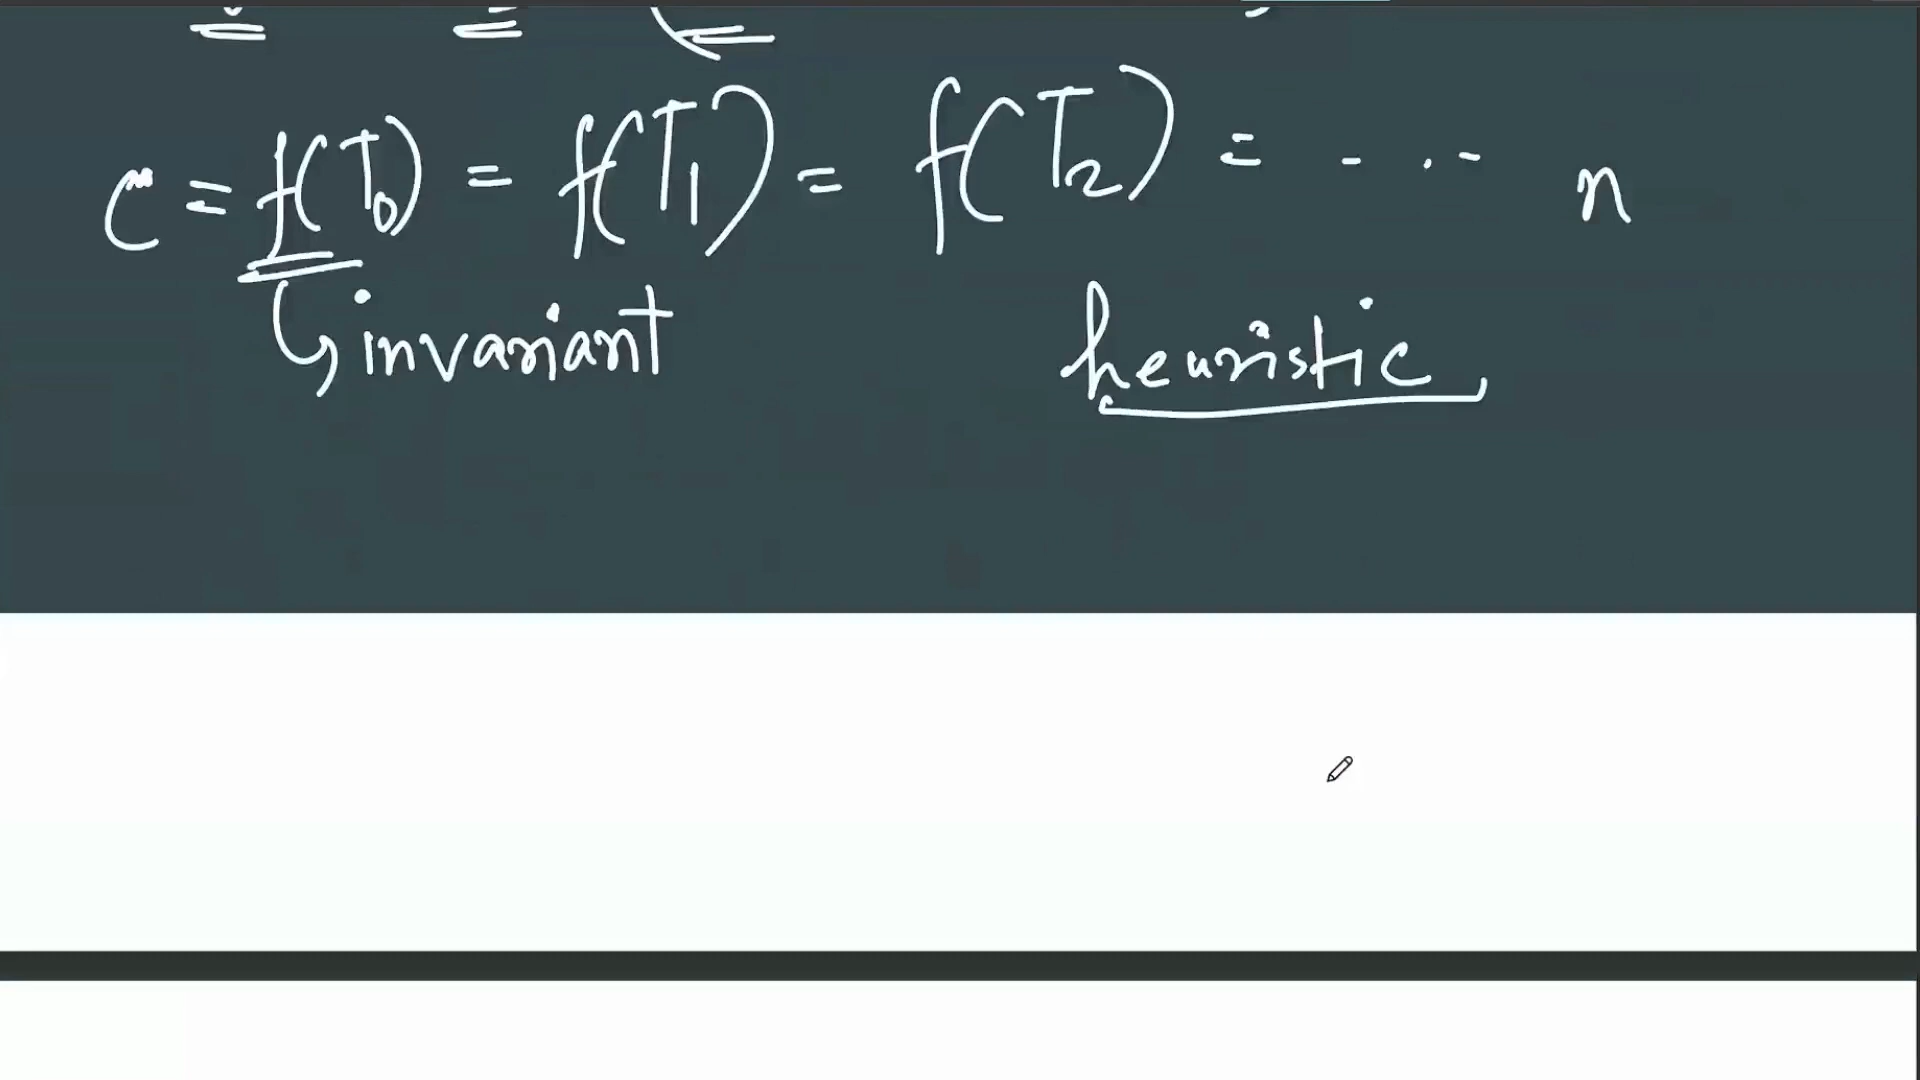 c = f(T₀) = f(T₁) = f(T₂) = - . . - n
↳ invariant heuristic